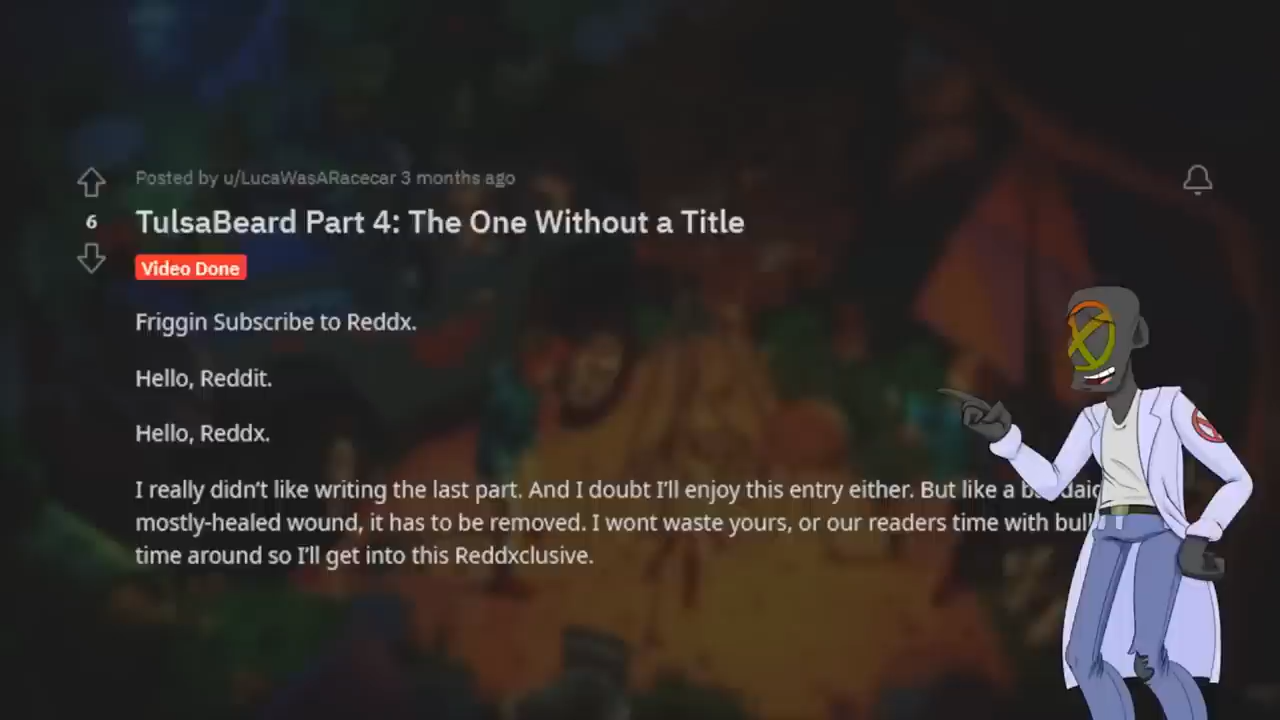 Posted by u/LucaWasARacecar 3 months ago
6
TulsaBeard Part 4: The One Without a Title
Video Done
Friggin Subscribe to Reddx.
Hello, Reddit.
Hello, Reddx.
I really didn't like writing the last part. And I doubt I'll enjoy this entry either. But like a
mostly-healed wound, it has to be removed. I wont waste yours, or our readers time with
time around so I'll get into this Reddxclusive.